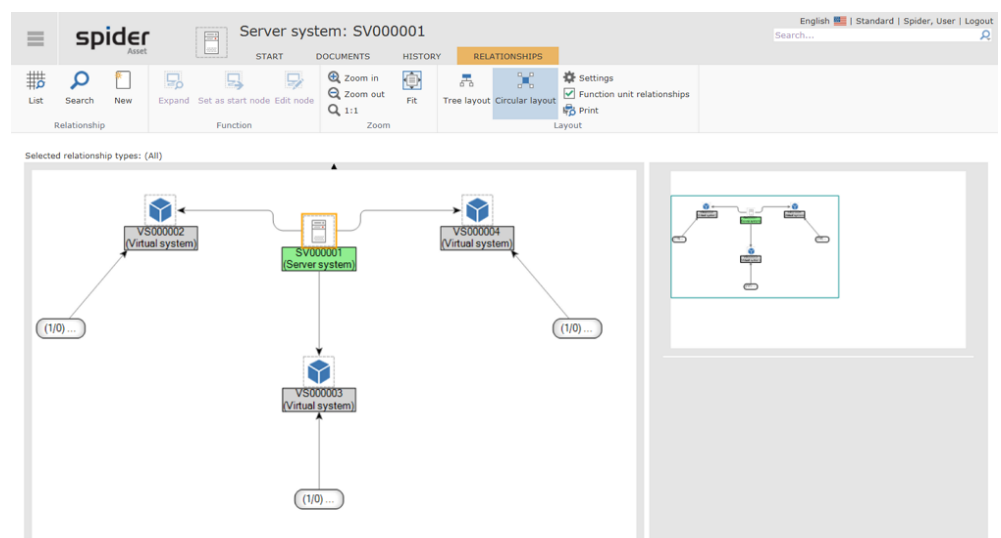 English | Standard | Spider, User | Logout
spider
Asset
Server system: SV000001
Search...
START DOCUMENTS HISTORY RELATIONSHIPS
List Search New
Relationship
Expand Set as start node Edit node
Function
Zoom in
Zoom out
1:1
Fit
Zoom
Tree layout Circular layout
Settings
Function unit relationships
Print
Layout
Selected relationship types: (All)
VS000002
(Virtual system)
SV000001
(Server system)
VS000004
(Virtual system)
(1/0) ...
(1/0) ...
VS000003
(Virtual system)
(1/0) ...